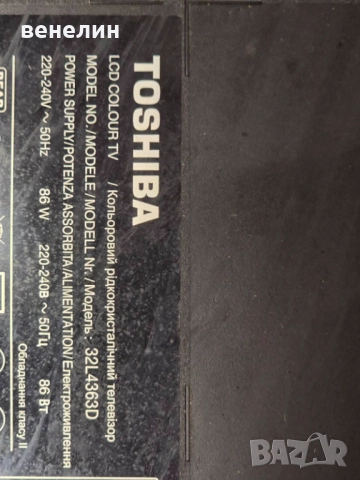 венелин
TOSHIBA
LCD COLOUR TV / Кольоровий рідкокристалічний телевізор
MODEL NO./MODELE/MODELL Nr./Модель: 32L4363D
POWER SUPPLY/POTENZA ASSORBITA/ALIMENTATION/Електроживлення
220-240V ~ 50Hz 86 W 220-240В ~ 50Гц 86 Вт
Обладнання класу II
BAZAR